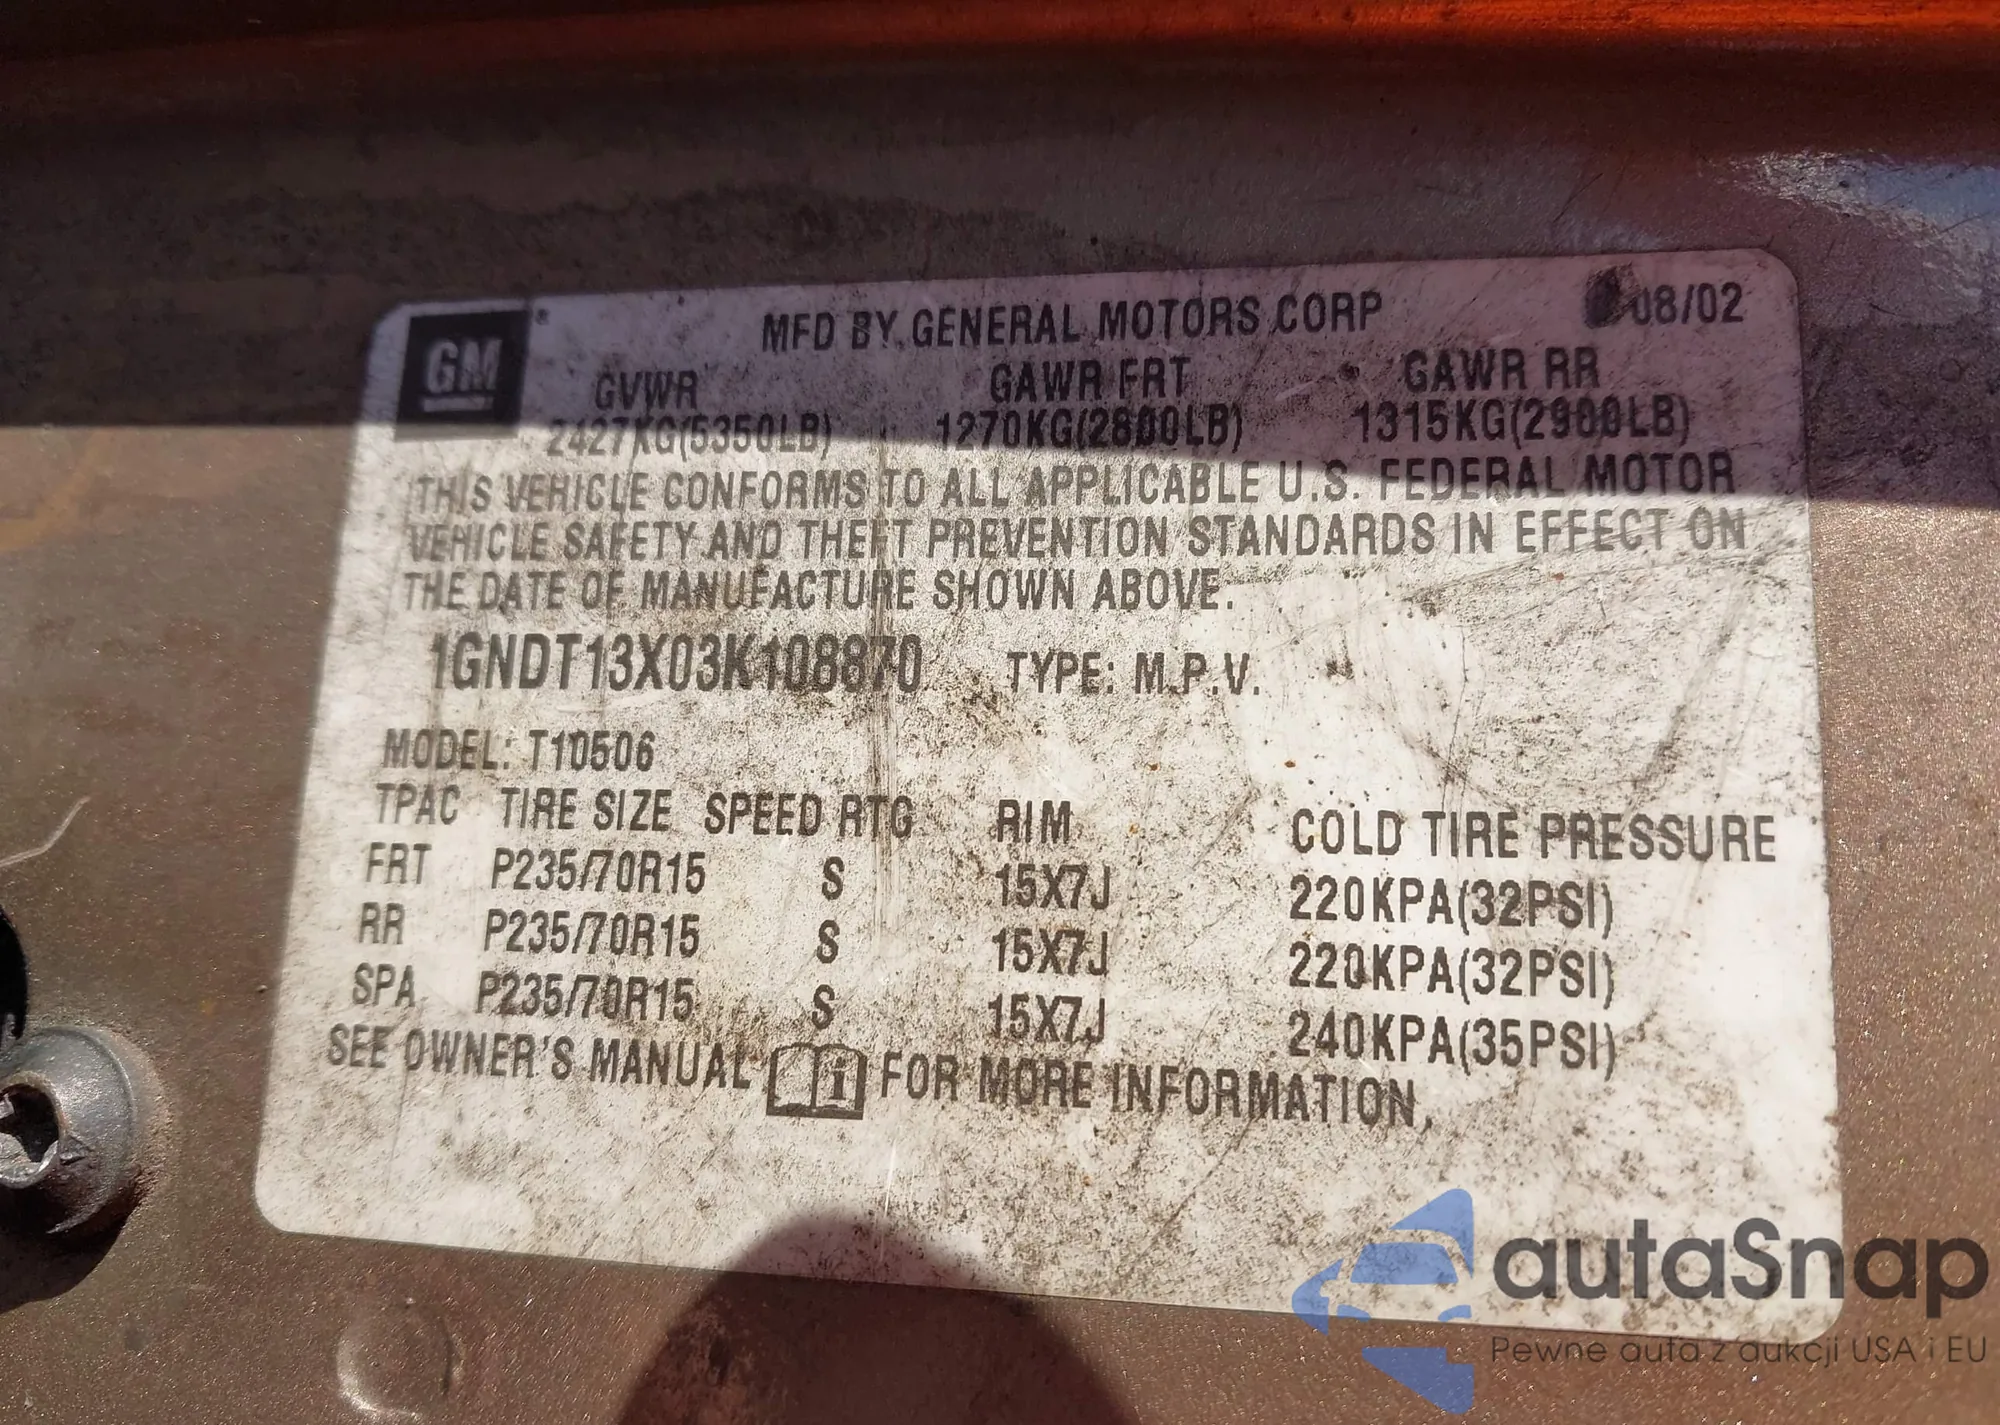 GM
MFD BY GENERAL MOTORS CORP 08/02
GVWR GAWR FRT GAWR RR
2427KG(5350LB) 1270KG(2800LB) 1315KG(2900LB)
THIS VEHICLE CONFORMS TO ALL APPLICABLE U.S. FEDERAL MOTOR
VEHICLE SAFETY AND THEFT PREVENTION STANDARDS IN EFFECT ON
THE DATE OF MANUFACTURE SHOWN ABOVE.
1GNDT13X03K108870 TYPE: M.P.V.
MODEL: T10506
TPAC TIRE SIZE SPEED RTG RIM COLD TIRE PRESSURE
FRT P235/70R15 S 15X7J 220KPA(32PSI)
RR P235/70R15 S 15X7J 220KPA(32PSI)
SPA P235/70R15 S 15X7J 240KPA(35PSI)
SEE OWNER'S MANUAL FOR MORE INFORMATION.
autaSnap
Pewne auta z aukcji USA i EU